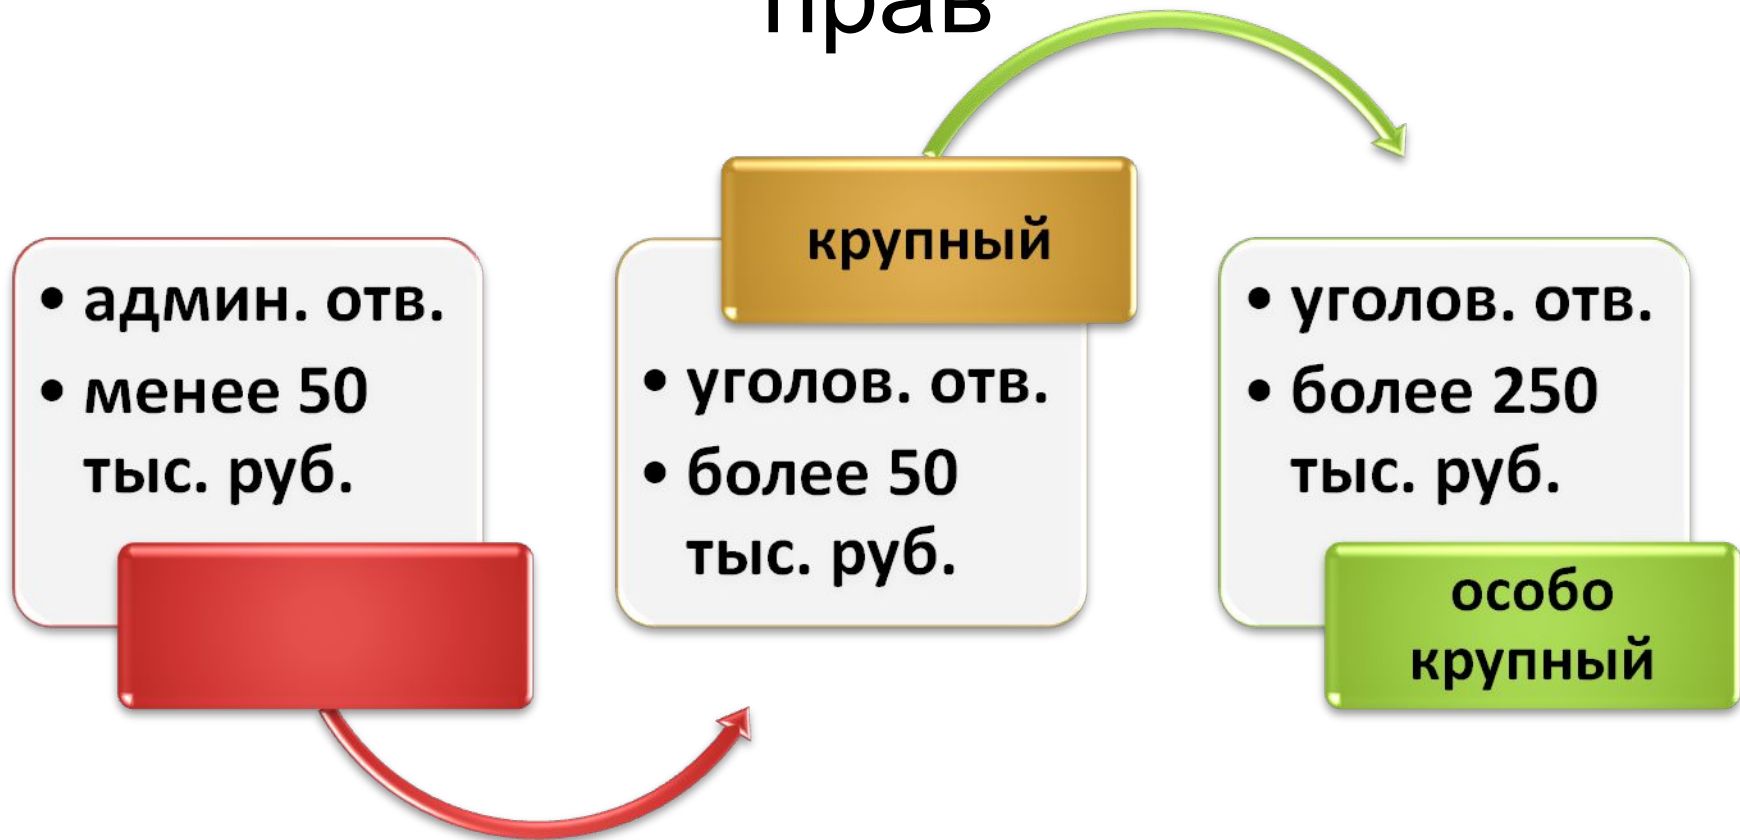 прав
• админ. отв.
• менее 50
тыс. руб.
крупный
• уголов. отв.
• более 50
тыс. руб.
• уголов. отв.
• более 250
тыс. руб.
особо
крупный